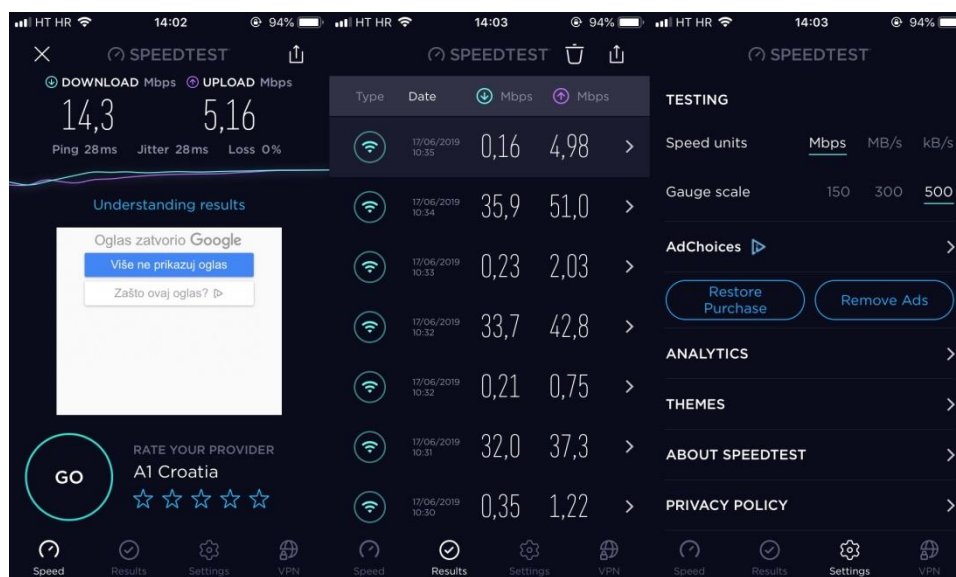 HT HR 14:02 94%
SPEEDTEST
DOWNLOAD Mbps UPLOAD Mbps
14,3 5,16
Ping 28ms Jitter 28ms Loss 0%
Understanding results
Oglas zatvorio Google
Više ne prikazuj oglas
Zašto ovaj oglas?
GO
RATE YOUR PROVIDER
A1 Croatia
Speed Results Settings VPN
HT HR 14:03 94%
SPEEDTEST
Type Date Mbps Mbps
17/06/2019
10:35
0,16 4,98
17/06/2019
10:34
35,9 51,0
17/06/2019
10:33
0,23 2,03
17/06/2019
10:32
33,7 42,8
17/06/2019
10:32
0,21 0,75
17/06/2019
10:31
32,0 37,3
17/06/2019
10:30
0,35 1,22
Speed Results Settings VPN
HT HR 14:03 94%
SPEEDTEST
TESTING
Speed units Mbps MB/s kB/s
Gauge scale 150 300 500
AdChoices
Restore
Purchase
Remove Ads
ANALYTICS
THEMES
ABOUT SPEEDTEST
PRIVACY POLICY
Speed Results Settings VPN